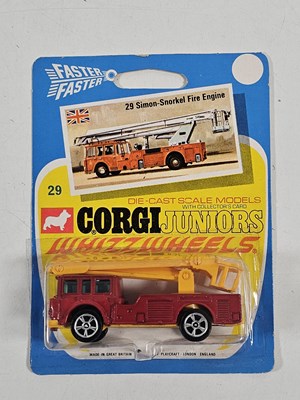 FASTER
FASTER
29 Simon-Snorkel Fire Engine
29
DIE-CAST SCALE MODELS
WITH COLLECTOR'S CARD
CORGI JUNIORS
WHIZZWHEELS
MADE IN GREAT BRITAIN
PLAYCRAFT - LONDON - ENGLAND